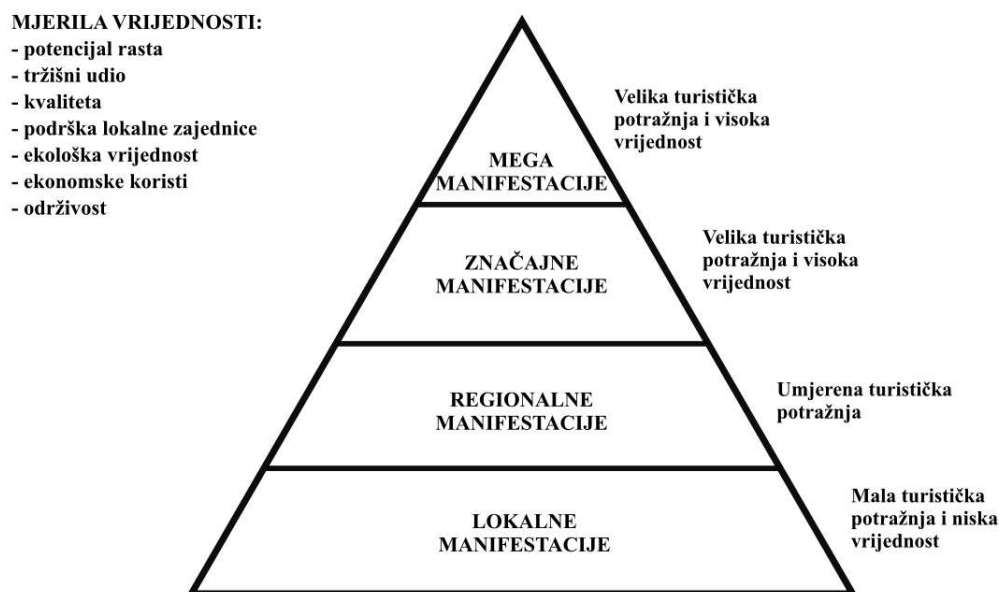 MJERILA VRIJEDNOSTI:
- potencijal rasta
- tržišni udio
- kvaliteta
- podrška lokalne zajednice
- ekološka vrijednost
- ekonomske koristi
- održivost
Velika turistička
potražnja i visoka
vrijednost
MEGA
MANIFESTACIJE
Velika turistička
potražnja i visoka
vrijednost
ZNAČAJNE
MANIFESTACIJE
Umjerena turistička
potražnja
REGIONALNE
MANIFESTACIJE
Mala turistička
potražnja i niska
vrijednost
LOKALNE
MANIFESTACIJE